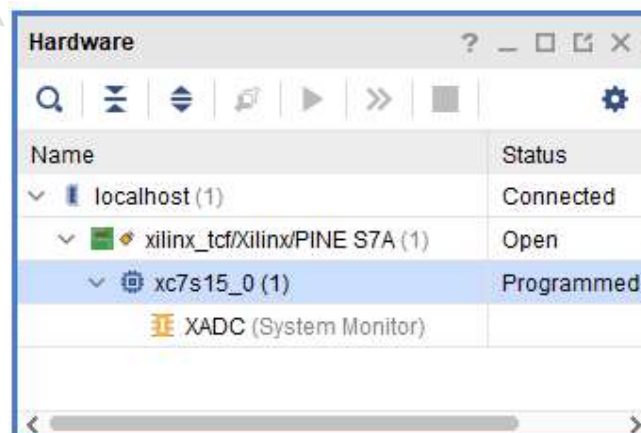 Hardware
Name Status
localhost (1) Connected
xilinx_tcf/Xilinx/PINE S7A (1) Open
xc7s15_0 (1) Programmed
XADC (System Monitor)